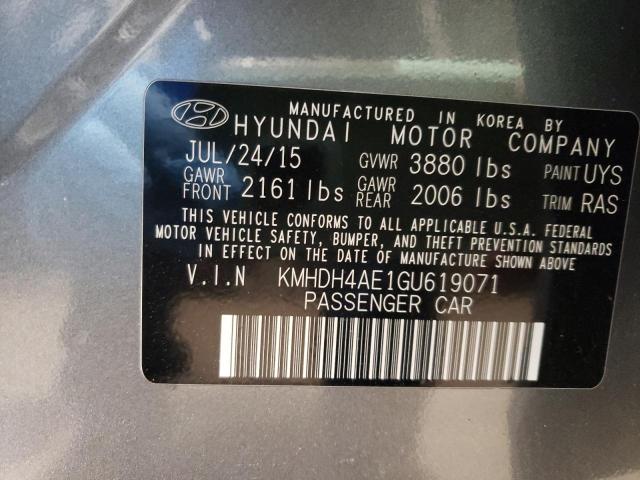 MANUFACTURED IN KOREA BY
HYUNDAI MOTOR COMPANY
JUL/24/15 GVWR 3880 lbs PAINT UYS
GAWR FRONT 2161 lbs GAWR REAR 2006 lbs TRIM RAS
THIS VEHICLE CONFORMS TO ALL APPLICABLE U.S.A. FEDERAL
MOTOR VEHICLE SAFETY, BUMPER, AND THEFT PREVENTION STANDARDS
IN EFFECT ON THE DATE OF MANUFACTURE SHOWN ABOVE
V.I.N KMHDH4AE1GU619071
PASSENGER CAR